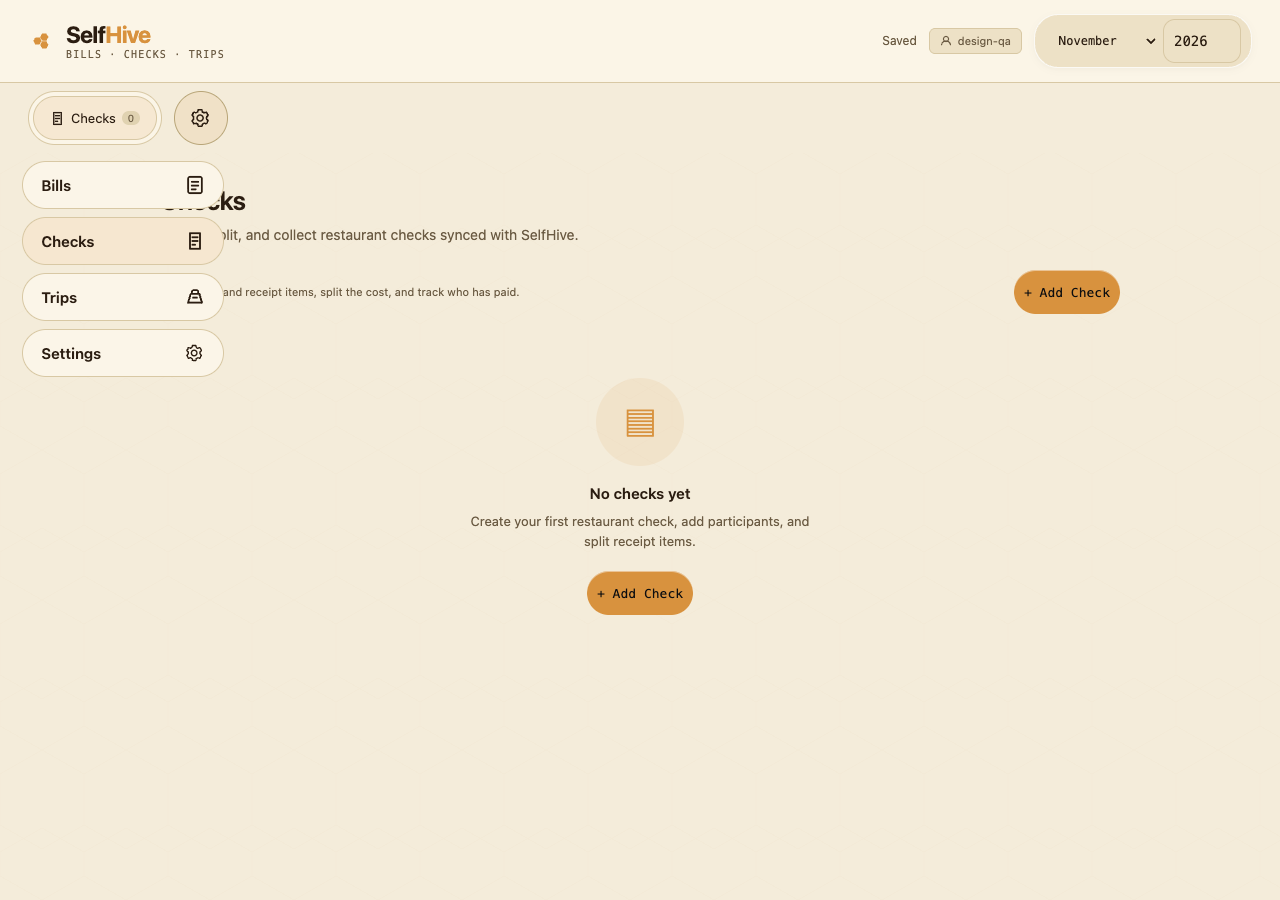 SelfHive
BILLS · CHECKS · TRIPS
Saved
design-qa
November
2026
Checks 0
Bills
Checks
Trips
Settings
and collect restaurant checks synced with SelfHive.
and receipt items, split the cost, and track who has paid.
+ Add Check
No checks yet
Create your first restaurant check, add participants, and
split receipt items.
+ Add Check